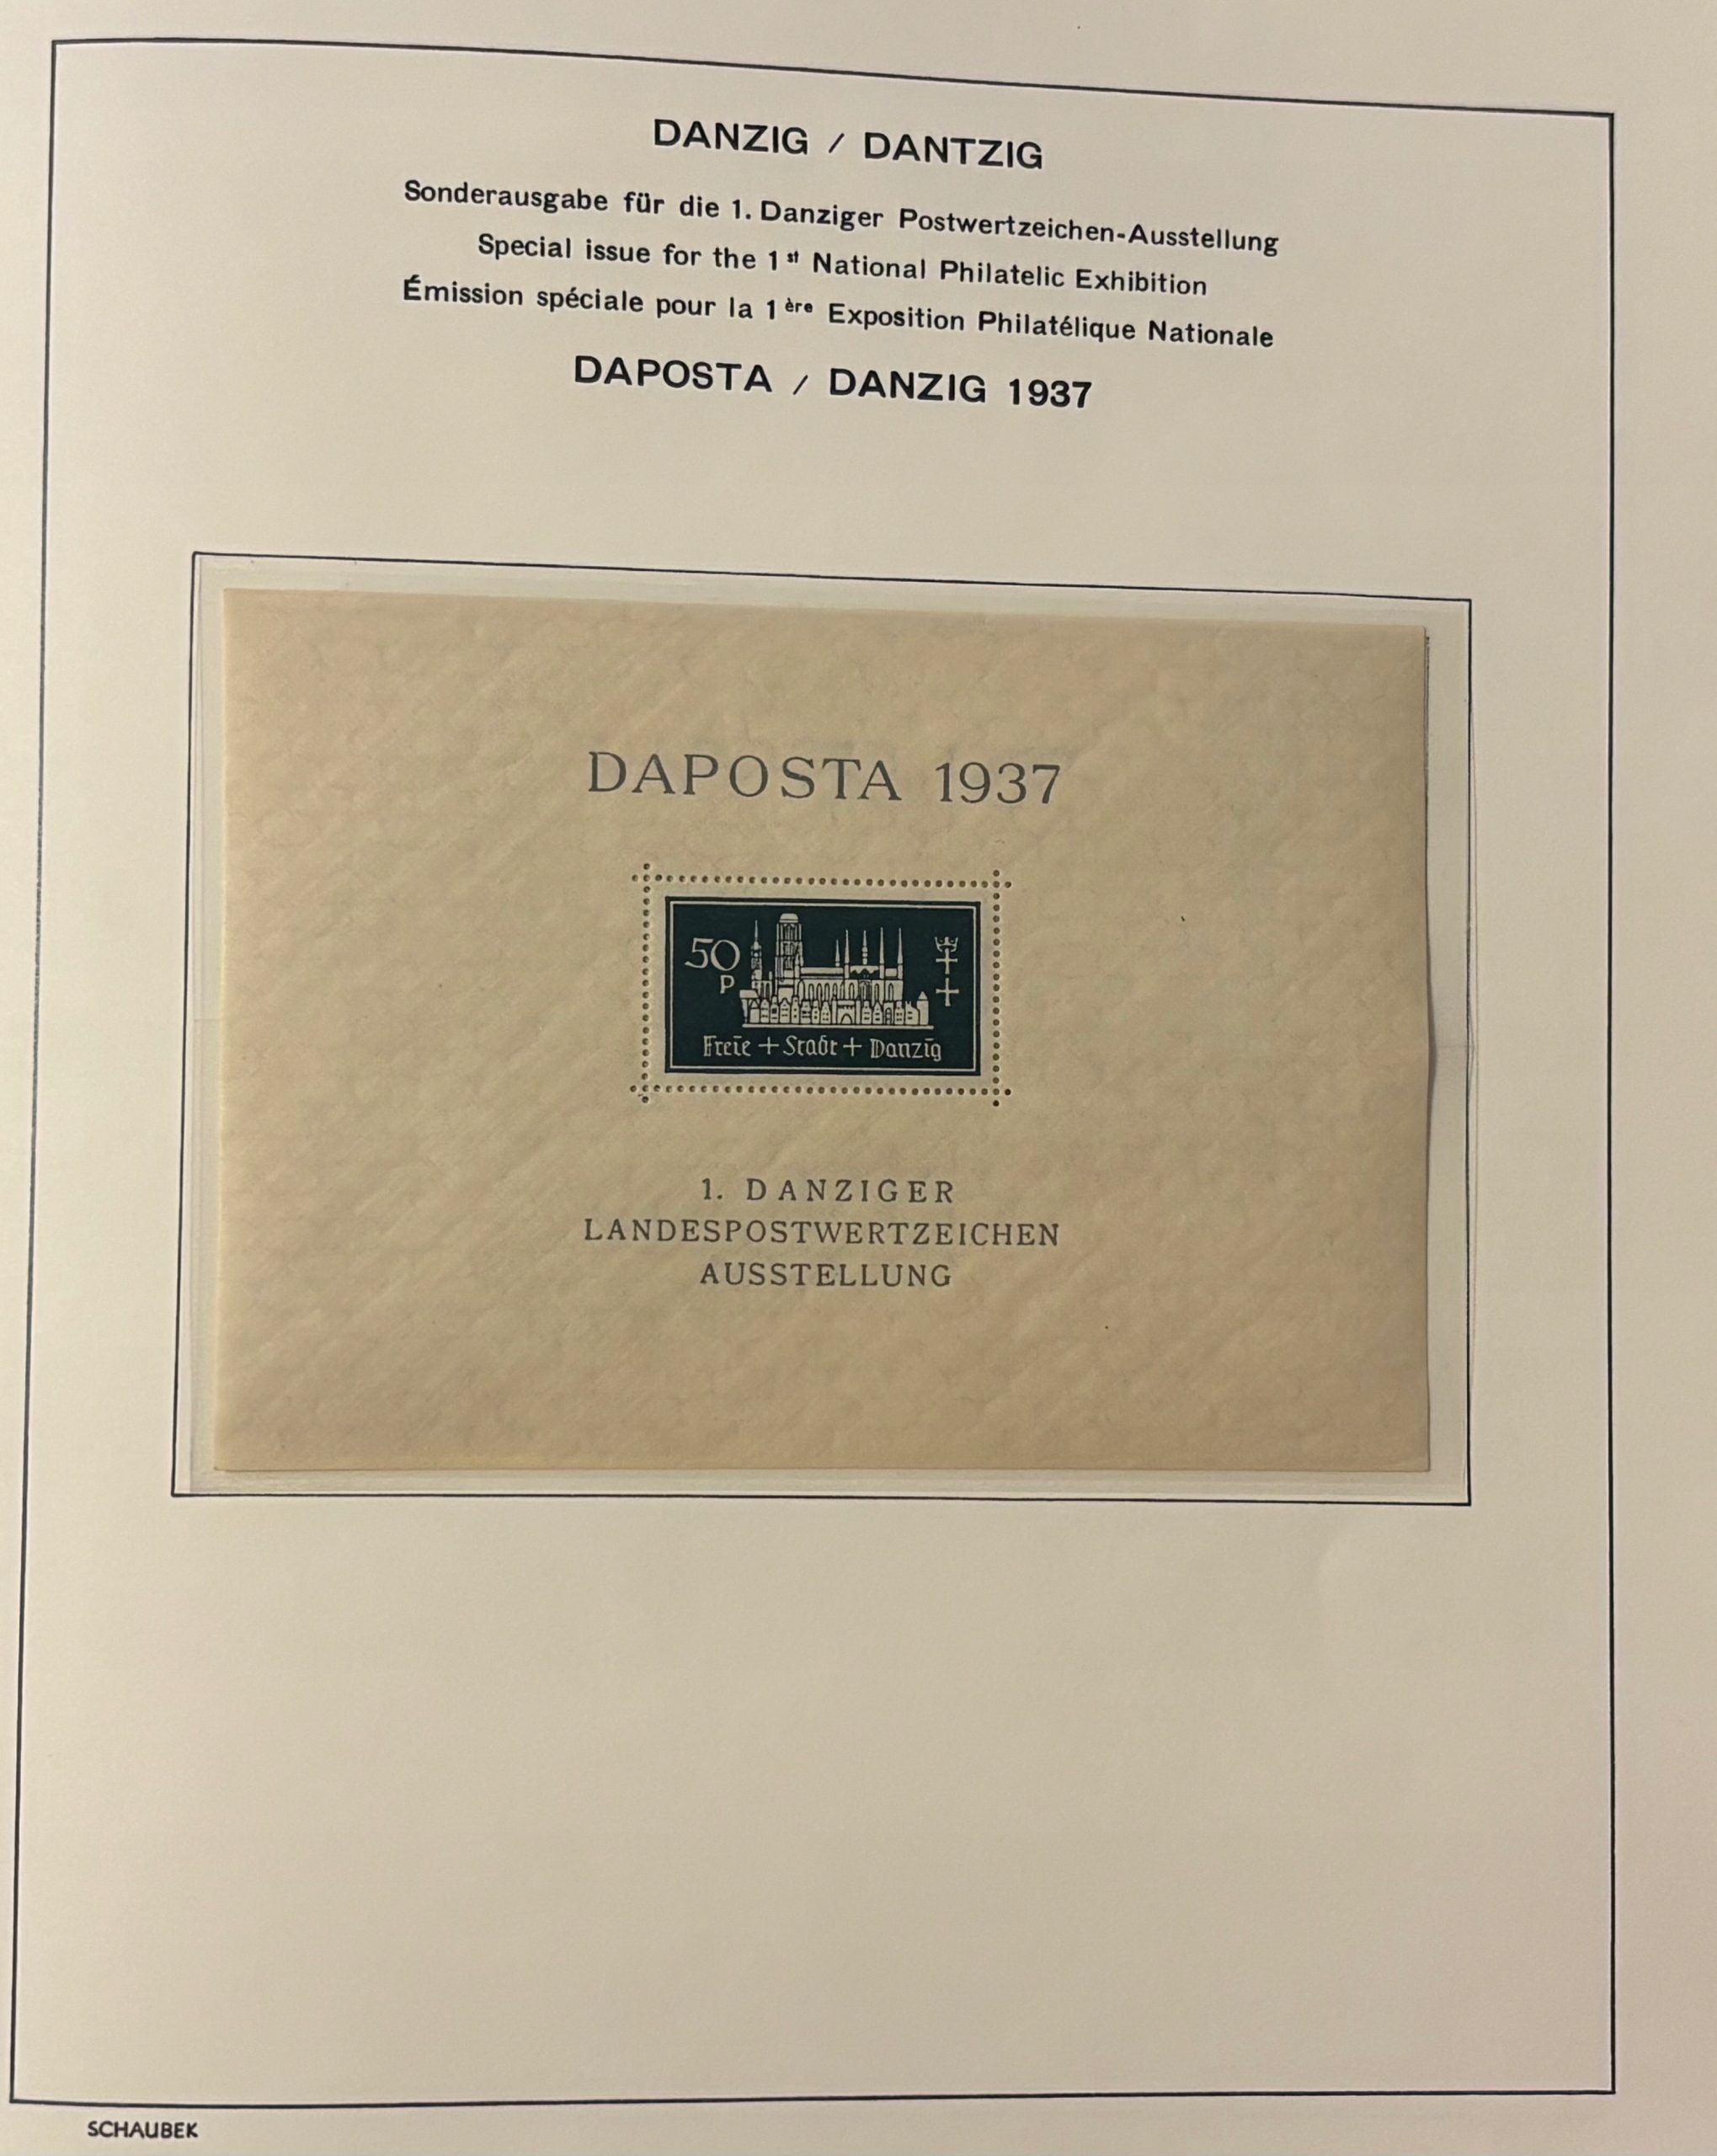 DANZIG / DANTZIG
Sonderausgabe für die 1. Danziger Postwertzeichen-Ausstellung
Special issue for the 1st National Philatelic Exhibition
Émission spéciale pour la 1ère Exposition Philatélique Nationale
DAPOSTA / DANZIG 1937
DAPOSTA 1937
50
P
Freie + Stadt + Danzig
1. DANZIGER
LANDESPOSTWERTZEICHEN
AUSSTELLUNG
SCHAUBEK